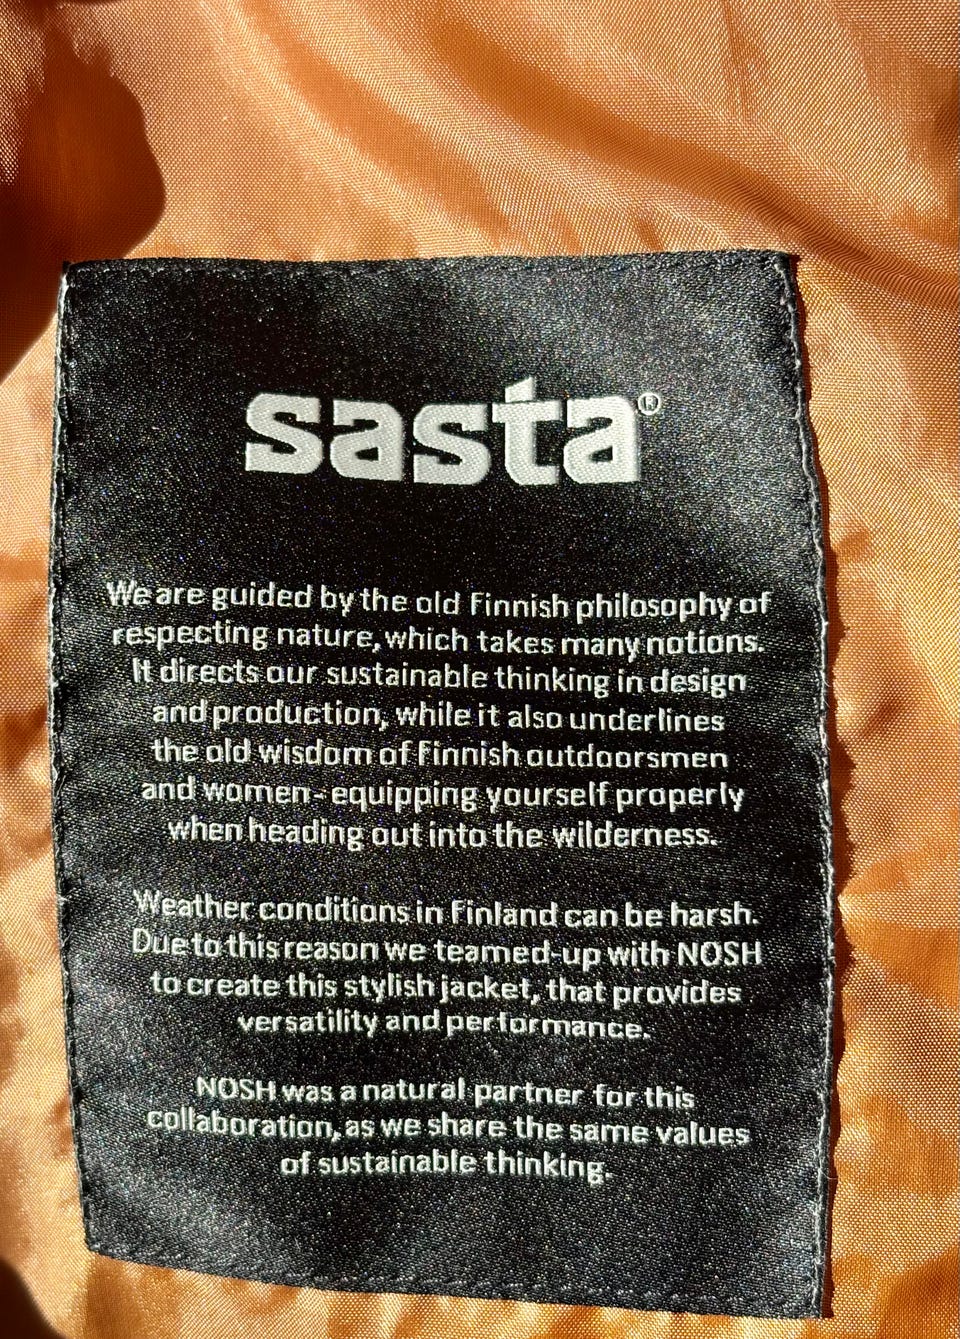 sasta®
We are guided by the old Finnish philosophy of
respecting nature, which takes many notions.
It directs our sustainable thinking in design
and production, while it also underlines
the old wisdom of Finnish outdoorsmen
and women - equipping yourself properly
when heading out into the wilderness.
Weather conditions in Finland can be harsh.
Due to this reason we teamed-up with NOSH
to create this stylish jacket, that provides
versatility and performance.
NOSH was a natural partner for this
collaboration, as we share the same values
of sustainable thinking.